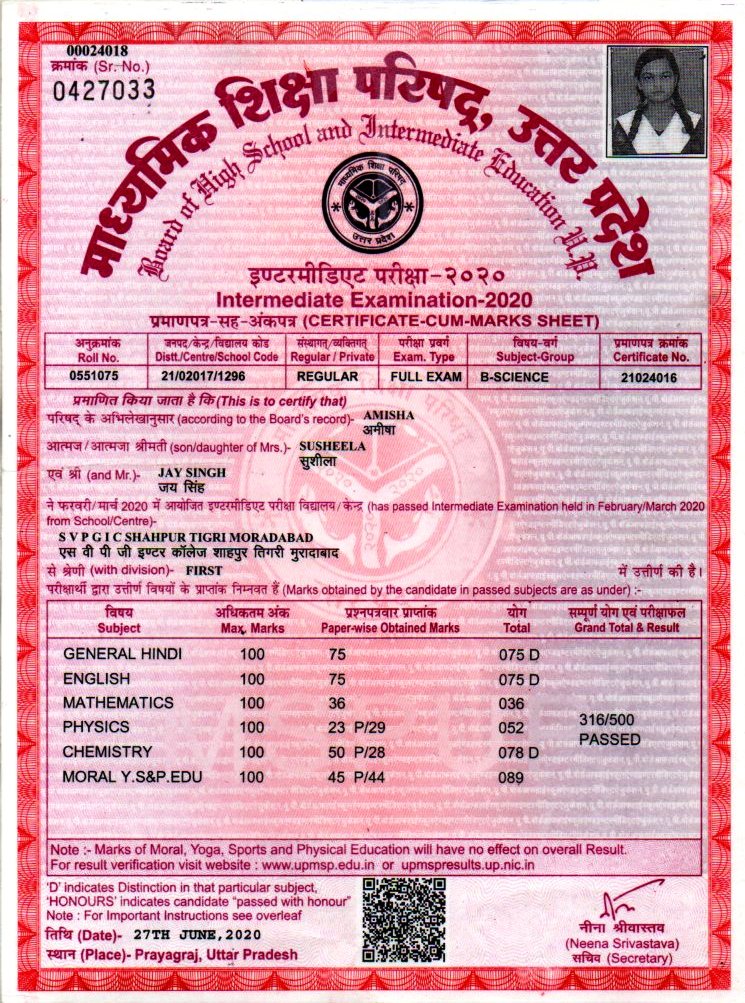 00024018
क्रमांक (Sr. No.)
0427033
माध्यमिक शिक्षा परिषद्, उत्तर प्रदेश
Board of High School and Intermediate Education U.P.
माध्यमिक शिक्षा परिषद्
उत्तर प्रदेश
इण्टरमीडिएट परीक्षा-२०२०
Intermediate Examination-2020
प्रमाणपत्र-सह-अंकपत्र (CERTIFICATE-CUM-MARKS SHEET)
अनुक्रमांक जनपद/केन्द्र/विद्यालय कोड संस्थागत/व्यक्तिगत परीक्षा प्रवर्ग विषय-वर्ग प्रमाणपत्र क्रमांक
Roll No. Distt./Centre/School Code Regular / Private Exam. Type Subject-Group Certificate No.
0551075 21/02017/1296 REGULAR FULL EXAM B-SCIENCE 21024016
प्रमाणित किया जाता है कि (This is to certify that)
परिषद् के अभिलेखानुसार (according to the Board's record)- AMISHA
अमीषा
आत्मज/आत्मजा श्रीमती (son/daughter of Mrs.)- SUSHEELA
सुशीला
एवं श्री (and Mr.)- JAY SINGH
जय सिंह
ने फरवरी/मार्च 2020 में आयोजित इण्टरमीडिएट परीक्षा विद्यालय/केन्द्र (has passed Intermediate Examination held in February/March 2020
from School/Centre)-
S V P G I C SHAHPUR TIGRI MORADABAD
एस वी पी जी इण्टर कॉलेज शाहपुर तिगरी मुरादाबाद
से श्रेणी (with division)- FIRST में उत्तीर्ण की है।
परीक्षार्थी द्वारा उत्तीर्ण विषयों के प्राप्तांक निम्नवत हैं (Marks obtained by the candidate in passed subjects are as under) :-
विषय अधिकतम अंक प्रश्नपत्रवार प्राप्तांक योग सम्पूर्ण योग एवं परीक्षाफल
Subject Max. Marks Paper-wise Obtained Marks Total Grand Total & Result
GENERAL HINDI 100 75 075 D
ENGLISH 100 75 075 D
MATHEMATICS 100 36 036
PHYSICS 100 23 P/29 052 316/500
CHEMISTRY 100 50 P/28 078 D PASSED
MORAL Y.S&P.EDU 100 45 P/44 089
Note :- Marks of Moral, Yoga, Sports and Physical Education will have no effect on overall Result.
For result verification visit website : www.upmsp.edu.in or upmspresults.up.nic.in
'D' indicates Distinction in that particular subject,
'HONOURS' indicates candidate "passed with honour"
Note : For Important Instructions see overleaf
तिथि (Date)- 27TH JUNE,2020
स्थान (Place)- Prayagraj, Uttar Pradesh
नीना श्रीवास्तव
(Neena Srivastava)
सचिव (Secretary)